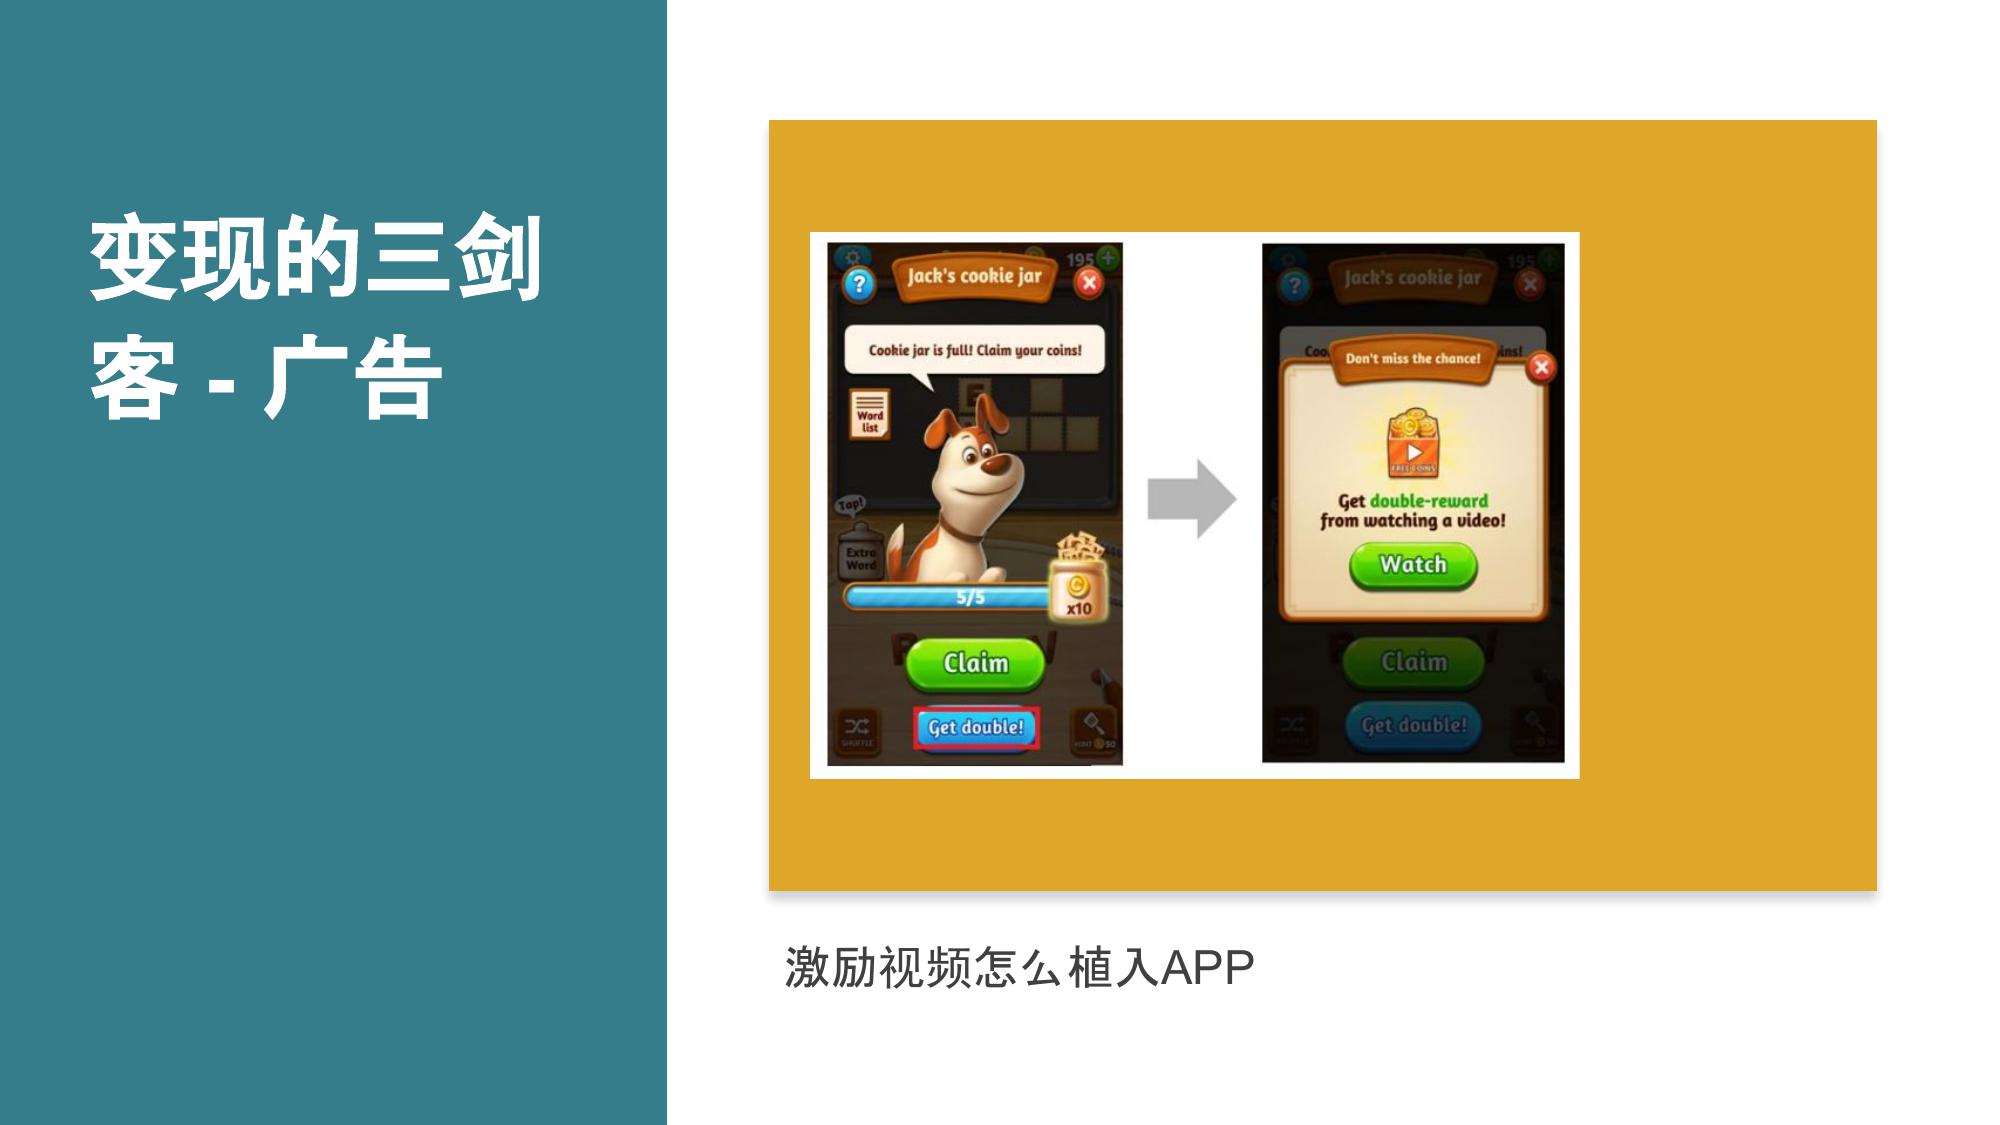 变现的三剑
客 - 广告
195
Jack's cookie jar
?
Cookie jar is full! Claim your coins!
Word
list
Tap!
Extra
Word
5/5
x10
Claim
Get double!
SHUFFLE
HINT 50
195
Jack's cookie jar
?
Coo
ins!
Don't miss the chance!
FREE COINS
Get double-reward
from watching a video!
Watch
Claim
Get double!
激励视频怎么植入APP